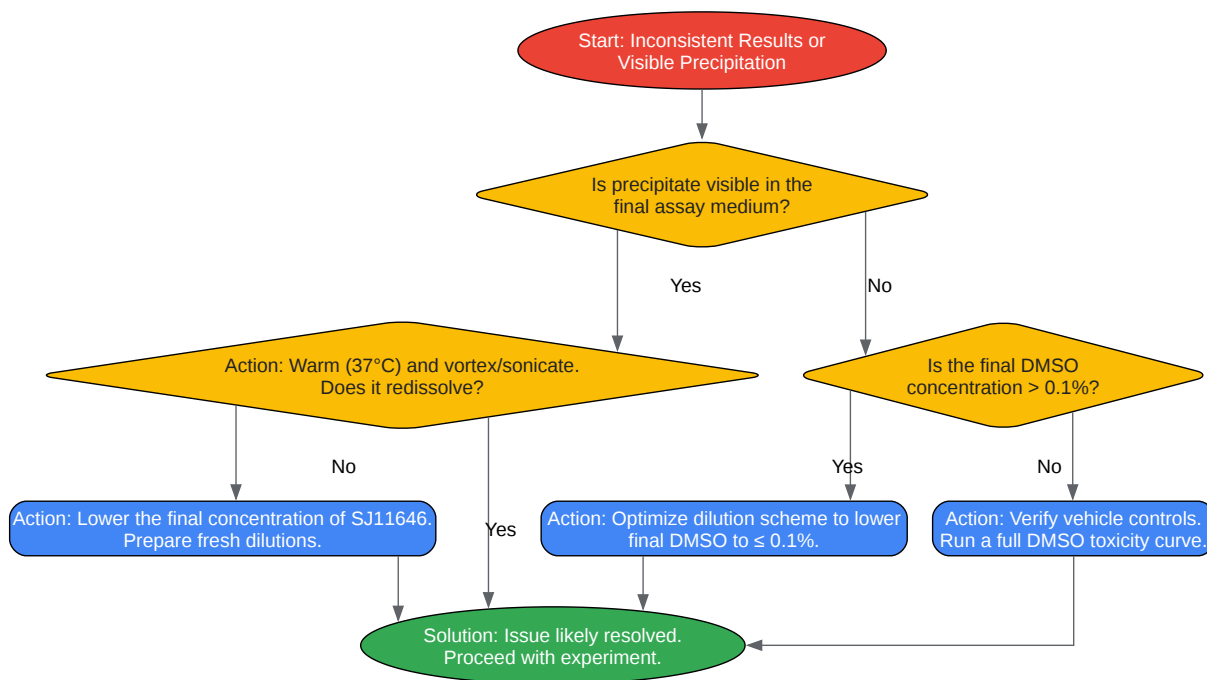 Start: Inconsistent Results or
Visible Precipitation
Is precipitate visible in the
final assay medium?
Yes
No
Action: Warm (37°C) and vortex/sonicate.
Does it redissolve?
Is the final DMSO
concentration > 0.1%?
No
Yes
Yes
No
Action: Lower the final concentration of SJ11646.
Prepare fresh dilutions.
Action: Optimize dilution scheme to lower
final DMSO to ≤ 0.1%.
Action: Verify vehicle controls.
Run a full DMSO toxicity curve.
Solution: Issue likely resolved.
Proceed with experiment.